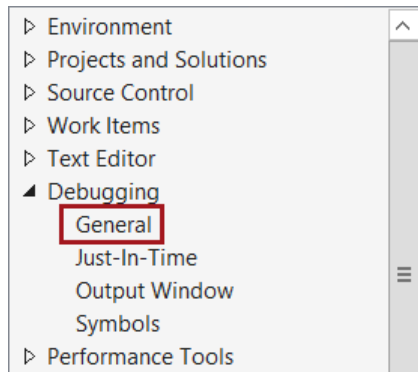 Environment
Projects and Solutions
Source Control
Work Items
Text Editor
Debugging
General
Just-In-Time
Output Window
Symbols
Performance Tools